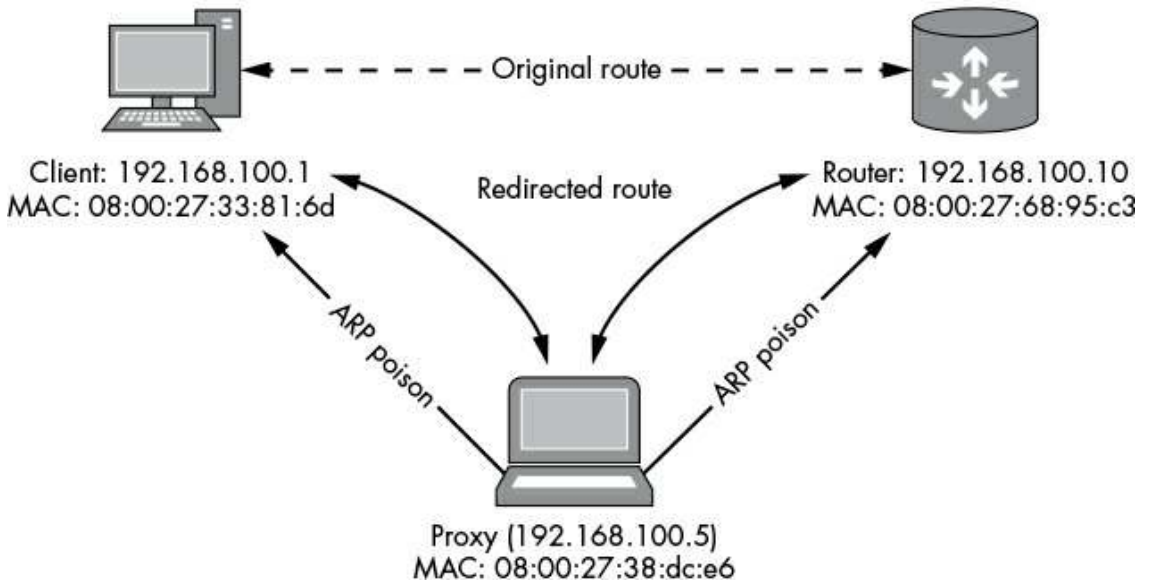 Original route
Client: 192.168.100.1
MAC: 08:00:27:33:81:6d
Redirected route
Router: 192.168.100.10
MAC: 08:00:27:68:95:c3
ARP poison
ARP poison
Proxy (192.168.100.5)
MAC: 08:00:27:38:dc:e6